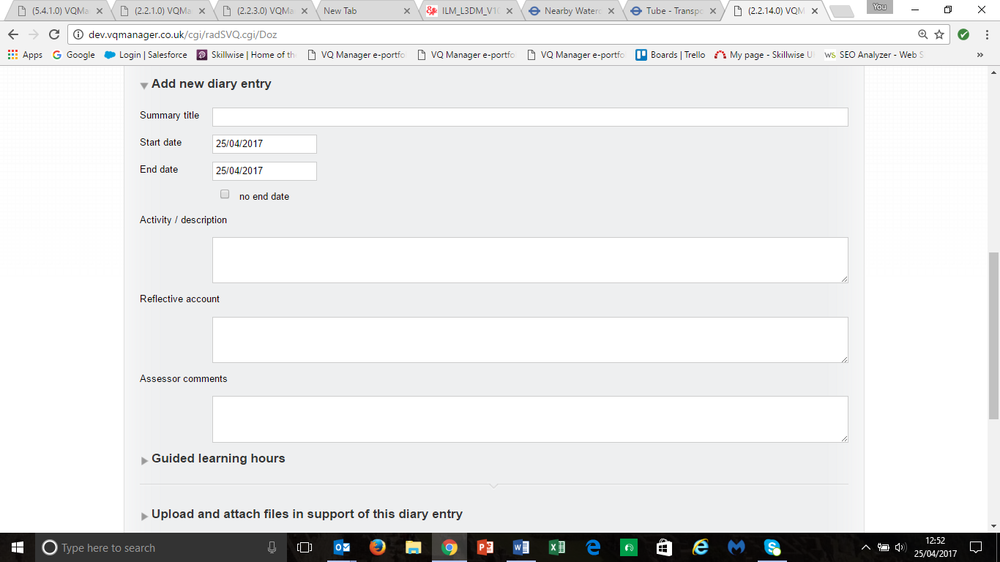 (5.4.1.0) VQMa
(2.2.1.0) VQMa
(2.2.3.0) VQMa
New Tab
ILM_L3DM_V10
Nearby Waterc
Tube - Transpo
(2.2.14.0) VQM
You
dev.vqmanager.co.uk/cgi/radSVQ.cgi/Doz
Apps
Google
Login | Salesforce
Skillwise | Home of th
VQ Manager e-portfo
VQ Manager e-portfo
VQ Manager e-portfo
Boards | Trello
My page - Skillwise U
WS SEO Analyzer - Web S
»
Add new diary entry
Summary title
Start date 25/04/2017
End date 25/04/2017
no end date
Activity / description
Reflective account
Assessor comments
Guided learning hours
Upload and attach files in support of this diary entry
Type here to search
12:52
25/04/2017